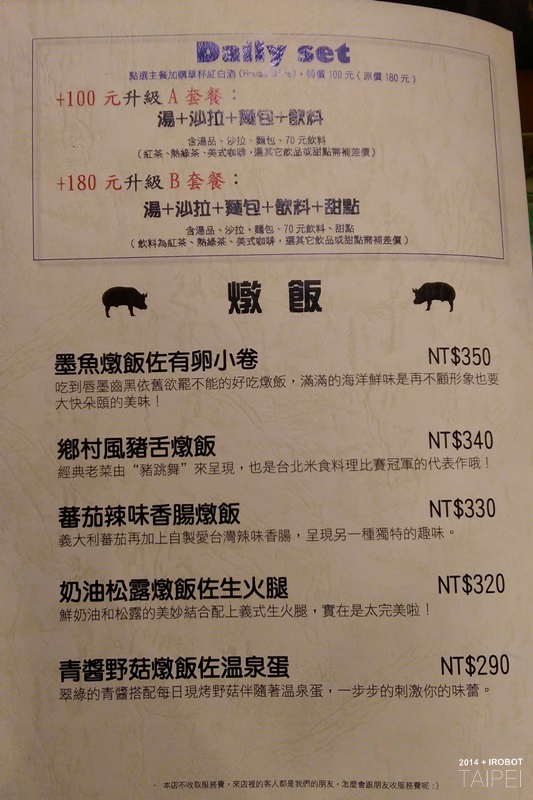 Daily set
點選主餐加購單杯紅白酒(House Wine),特價 100 元(原價 180 元)
+100 元升級 A 套餐:
湯+沙拉+麵包+飲料
含湯品、沙拉、麵包、70 元飲料
(紅茶、熱綠茶、美式咖啡,選其它飲品或甜點需補差價)
+180 元升級 B 套餐:
湯+沙拉+麵包+飲料+甜點
含湯品、沙拉、麵包、70 元飲料、甜點
(飲料為紅茶、熱綠茶、美式咖啡,選其它飲品或甜點需補差價)
燉 飯
墨魚燉飯佐有卵小卷 NT$350
吃到唇墨齒黑依舊欲罷不能的好吃燉飯,滿滿的海洋鮮味是再不顧形象也要
大快朵頤的美味!
鄉村風豬舌燉飯 NT$340
經典老菜由“豬跳舞”來呈現,也是台北米食料理比賽冠軍的代表作哦!
蕃茄辣味香腸燉飯 NT$330
義大利蕃茄再加上自製愛台灣辣味香腸,呈現另一種獨特的趣味。
奶油松露燉飯佐生火腿 NT$320
鮮奶油和松露的美妙結合配上義式生火腿,實在是太完美啦!
青醬野菇燉飯佐温泉蛋 NT$290
翠綠的青醬搭配每日現烤野菇伴隨著温泉蛋,一步步的刺激你的味蕾。
· 本店不收取服務費。來店裡的客人都是我們的朋友,怎麼會跟朋友收服務費呢:)
2014 + IROBOT
TAIPEI